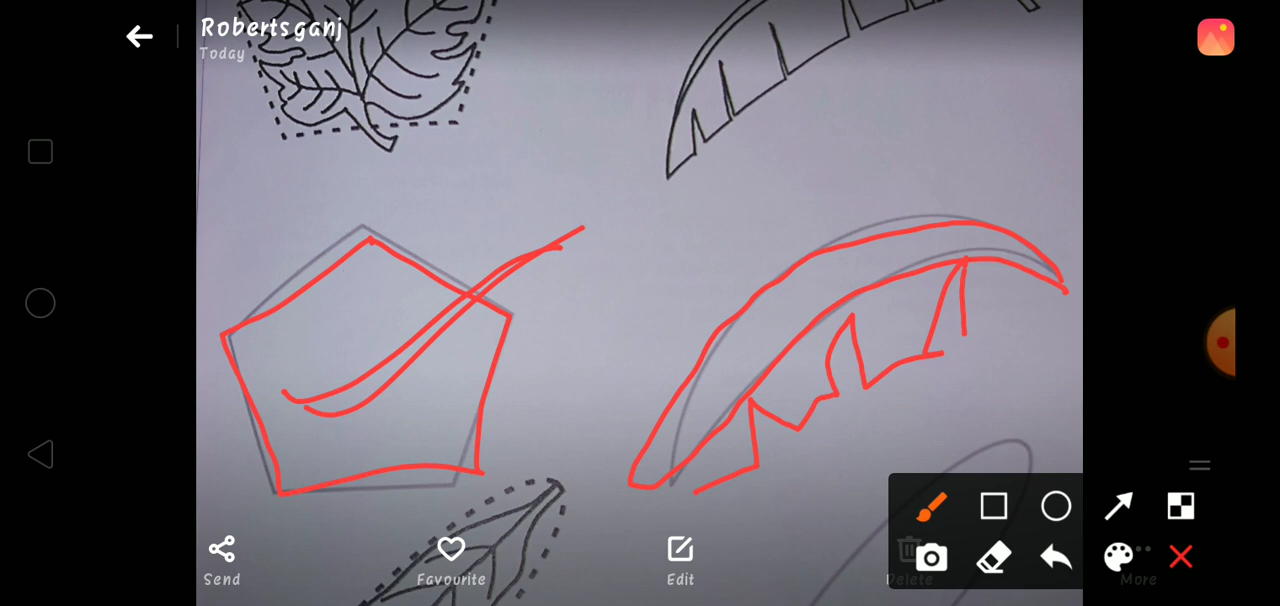 Robertsganj
Today
Send
Favourite
Edit
Delete
More